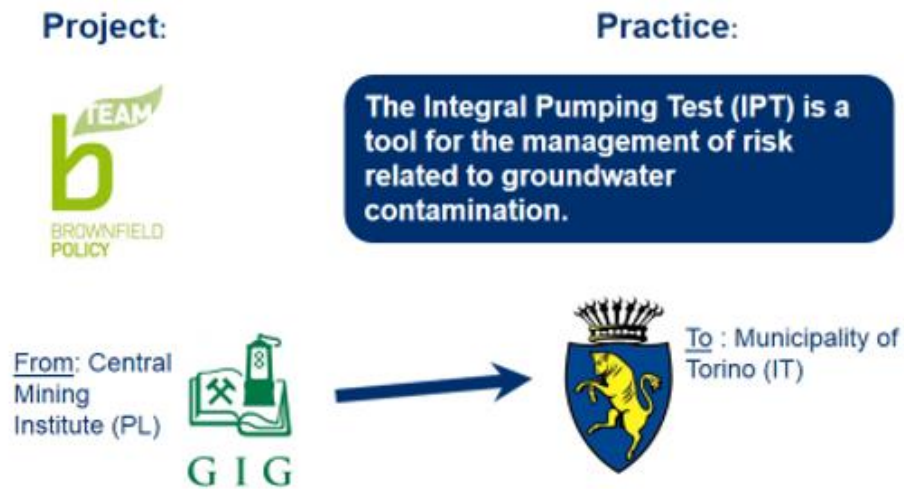 Project:
Practice:
TEAM
b
BROWNFIELD
POLICY
The Integral Pumping Test (IPT) is a
tool for the management of risk
related to groundwater
contamination.
From: Central
Mining
Institute (PL)
GIG
To : Municipality of
Torino (IT)